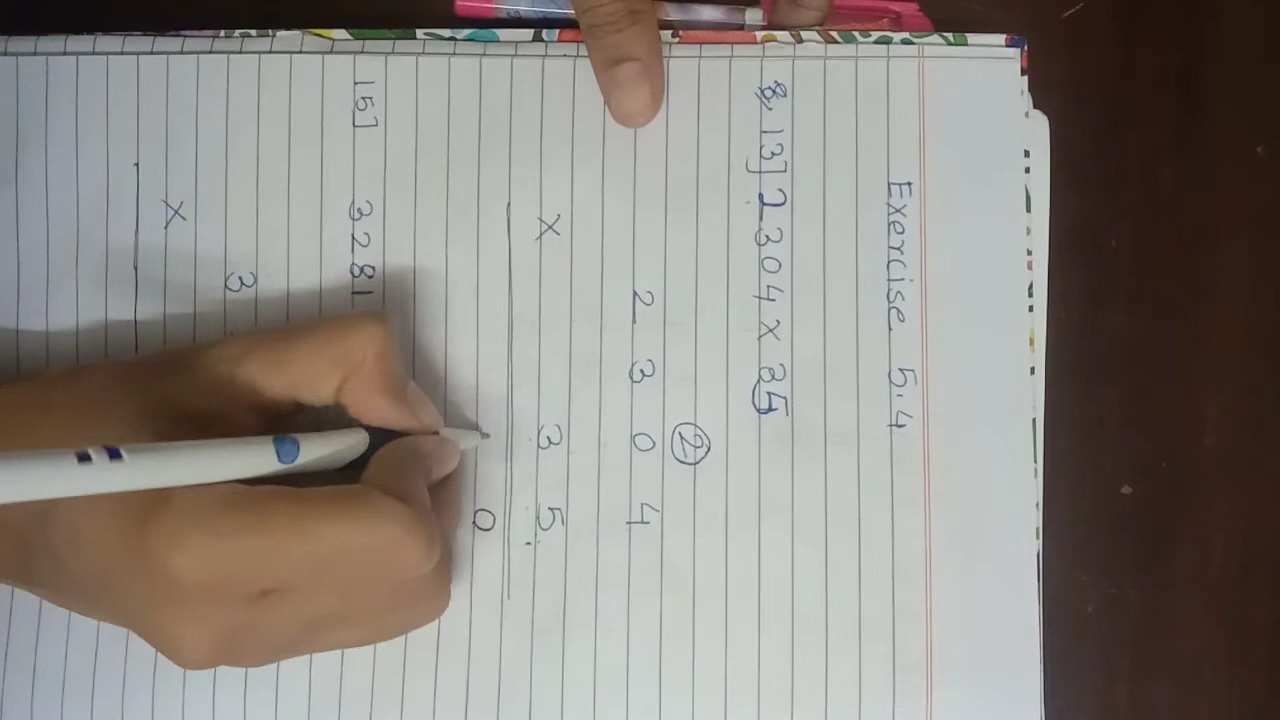 Exercise 5.4
13] 2304 x 35
2
2 3 0 4
x 3 5
0
15] 3281
3
x